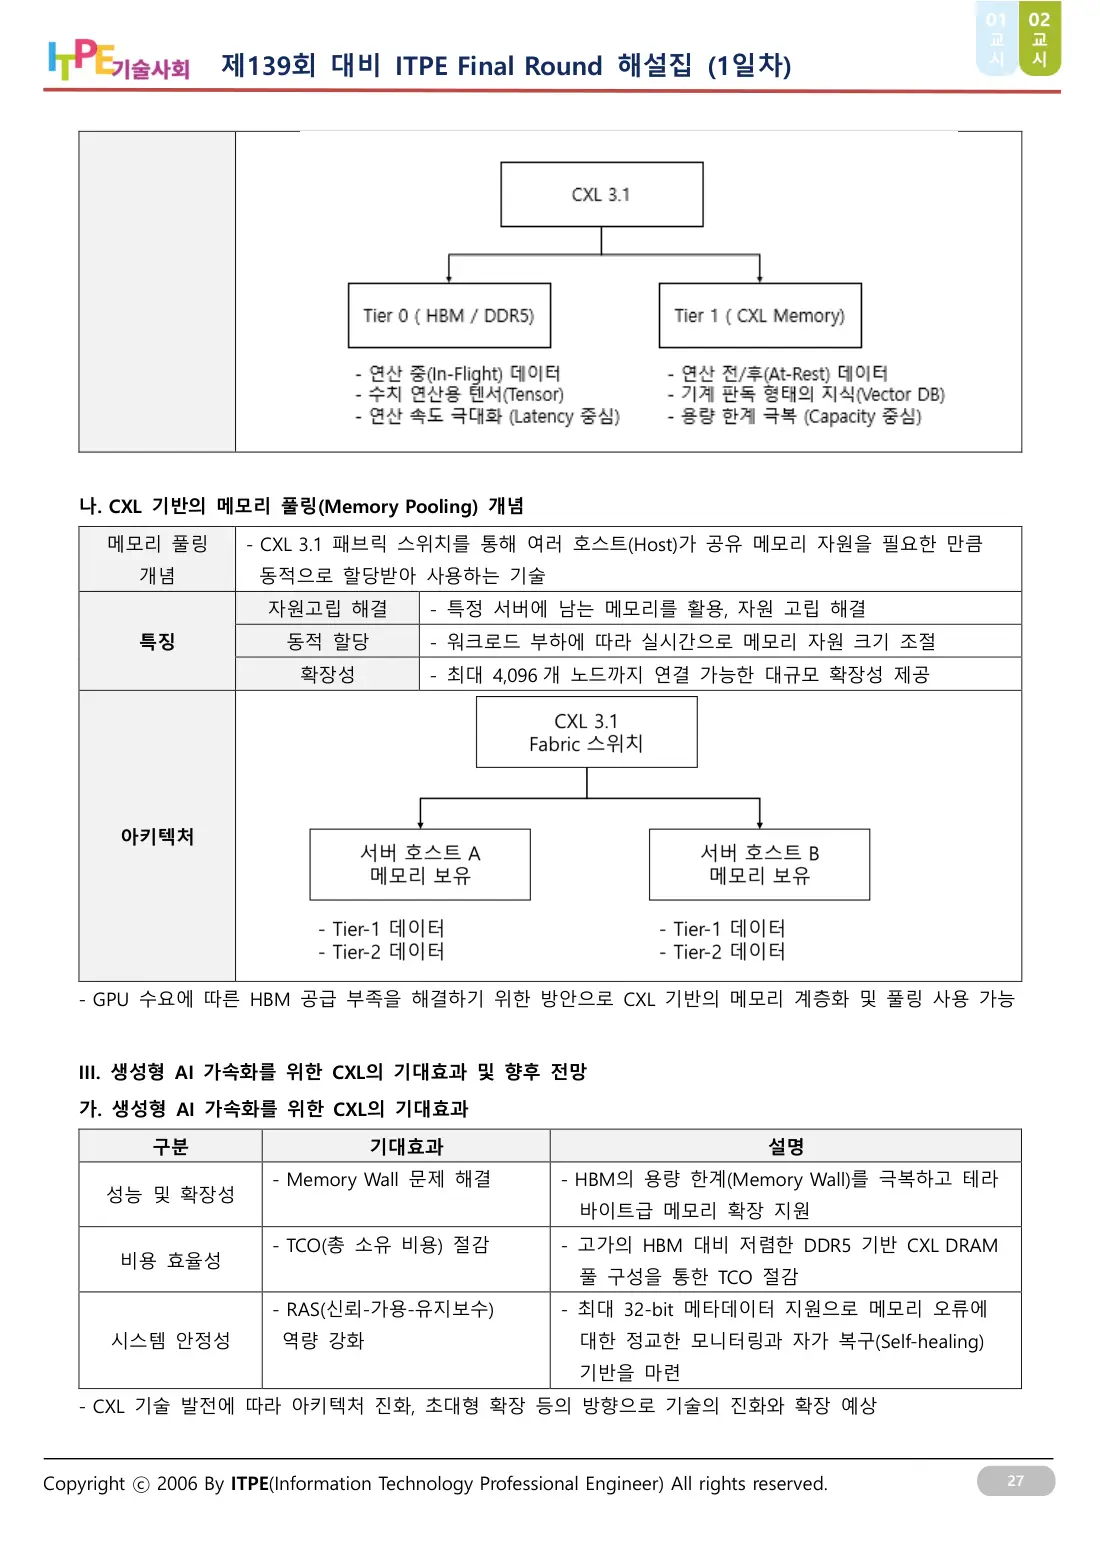 ITPE기술사회 제139회 대비 ITPE Final Round 해설집 (1일차)
01
교
시
02
교
시
CXL 3.1
Tier 0 ( HBM / DDR5)
Tier 1 ( CXL Memory)
- 연산 중(In-Flight) 데이터
- 수치 연산용 텐서(Tensor)
- 연산 속도 극대화 (Latency 중심)
- 연산 전/후(At-Rest) 데이터
- 기계 판독 형태의 지식(Vector DB)
- 용량 한계 극복 (Capacity 중심)
나. CXL 기반의 메모리 풀링(Memory Pooling) 개념
메모리 풀링
개념
- CXL 3.1 패브릭 스위치를 통해 여러 호스트(Host)가 공유 메모리 자원을 필요한 만큼
동적으로 할당받아 사용하는 기술
특징
자원고립 해결
- 특정 서버에 남는 메모리를 활용, 자원 고립 해결
동적 할당
- 워크로드 부하에 따라 실시간으로 메모리 자원 크기 조절
확장성
- 최대 4,096개 노드까지 연결 가능한 대규모 확장성 제공
아키텍처
CXL 3.1
Fabric 스위치
서버 호스트 A
메모리 보유
서버 호스트 B
메모리 보유
- Tier-1 데이터
- Tier-2 데이터
- Tier-1 데이터
- Tier-2 데이터
- GPU 수요에 따른 HBM 공급 부족을 해결하기 위한 방안으로 CXL 기반의 메모리 계층화 및 풀링 사용 가능
III. 생성형 AI 가속화를 위한 CXL의 기대효과 및 향후 전망
가. 생성형 AI 가속화를 위한 CXL의 기대효과
구분 기대효과 설명
성능 및 확장성
- Memory Wall 문제 해결
- HBM의 용량 한계(Memory Wall)를 극복하고 테라
바이트급 메모리 확장 지원
비용 효율성
- TCO(총 소유 비용) 절감
- 고가의 HBM 대비 저렴한 DDR5 기반 CXL DRAM
풀 구성을 통한 TCO 절감
시스템 안정성
- RAS(신뢰-가용-유지보수)
역량 강화
- 최대 32-bit 메타데이터 지원으로 메모리 오류에
대한 정교한 모니터링과 자가 복구(Self-healing)
기반을 마련
- CXL 기술 발전에 따라 아키텍처 진화, 초대형 확장 등의 방향으로 기술의 진화와 확장 예상
Copyright ⓒ 2006 By ITPE(Information Technology Professional Engineer) All rights reserved.
27